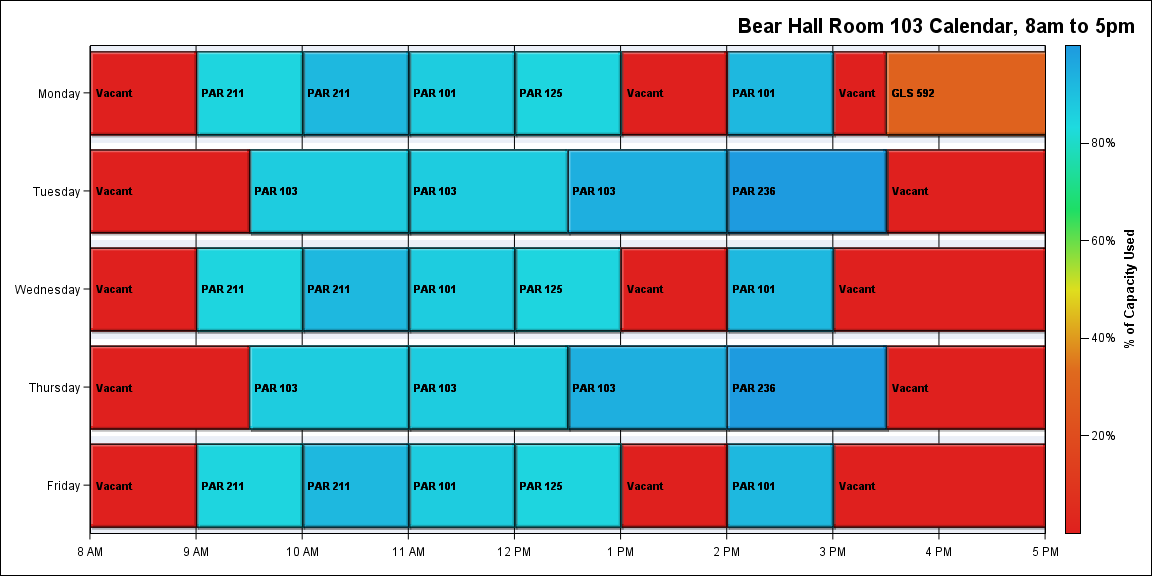 Bear Hall Room 103 Calendar, 8am to 5pm
Monday
Vacant
PAR 211
PAR 211
PAR 101
PAR 125
Vacant
PAR 101
Vacant
GLS 592
Tuesday
Vacant
PAR 103
PAR 103
PAR 103
PAR 236
Vacant
Wednesday
Vacant
PAR 211
PAR 211
PAR 101
PAR 125
Vacant
PAR 101
Vacant
Thursday
Vacant
PAR 103
PAR 103
PAR 103
PAR 236
Vacant
Friday
Vacant
PAR 211
PAR 211
PAR 101
PAR 125
Vacant
PAR 101
Vacant
8 AM
9 AM
10 AM
11 AM
12 PM
1 PM
2 PM
3 PM
4 PM
5 PM
80%
60%
40%
20%
% of Capacity Used